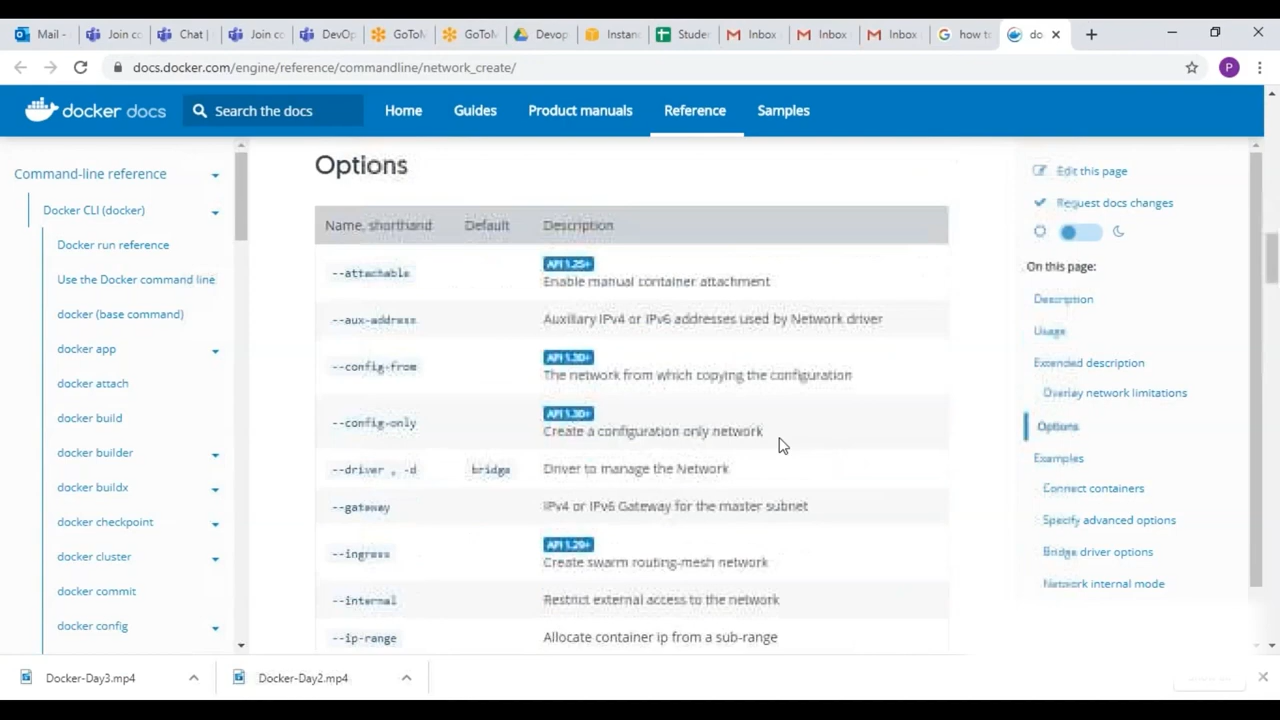 Mail -
Join co
Chat |
Join co
DevOp
GoToM
GoToM
Devop
Instan
Studer
Inbox
Inbox
Inbox
how to
do
docs.docker.com/engine/reference/commandline/network_create/
P
docker docs
Search the docs
Home
Guides
Product manuals
Reference
Samples
Command-line reference
Docker CLI (docker)
Docker run reference
Use the Docker command line
docker (base command)
docker app
docker attach
docker build
docker builder
docker buildx
docker checkpoint
docker cluster
docker commit
docker config
Options
Name, shorthand Default Description
--attachable API 1.25+
Enable manual container attachment
--aux-address Auxiliary IPv4 or IPv6 addresses used by Network driver
--config-from API 1.30+
The network from which copying the configuration
--config-only API 1.30+
Create a configuration only network
--driver , -d bridge Driver to manage the Network
--gateway IPv4 or IPv6 Gateway for the master subnet
--ingress API 1.29+
Create swarm routing-mesh network
--internal Restrict external access to the network
--ip-range Allocate container ip from a sub-range
Edit this page
Request docs changes
On this page:
Description
Usage
Extended description
Overlay network limitations
Options
Examples
Connect containers
Specify advanced options
Bridge driver options
Network internal mode
Docker-Day3.mp4
Docker-Day2.mp4